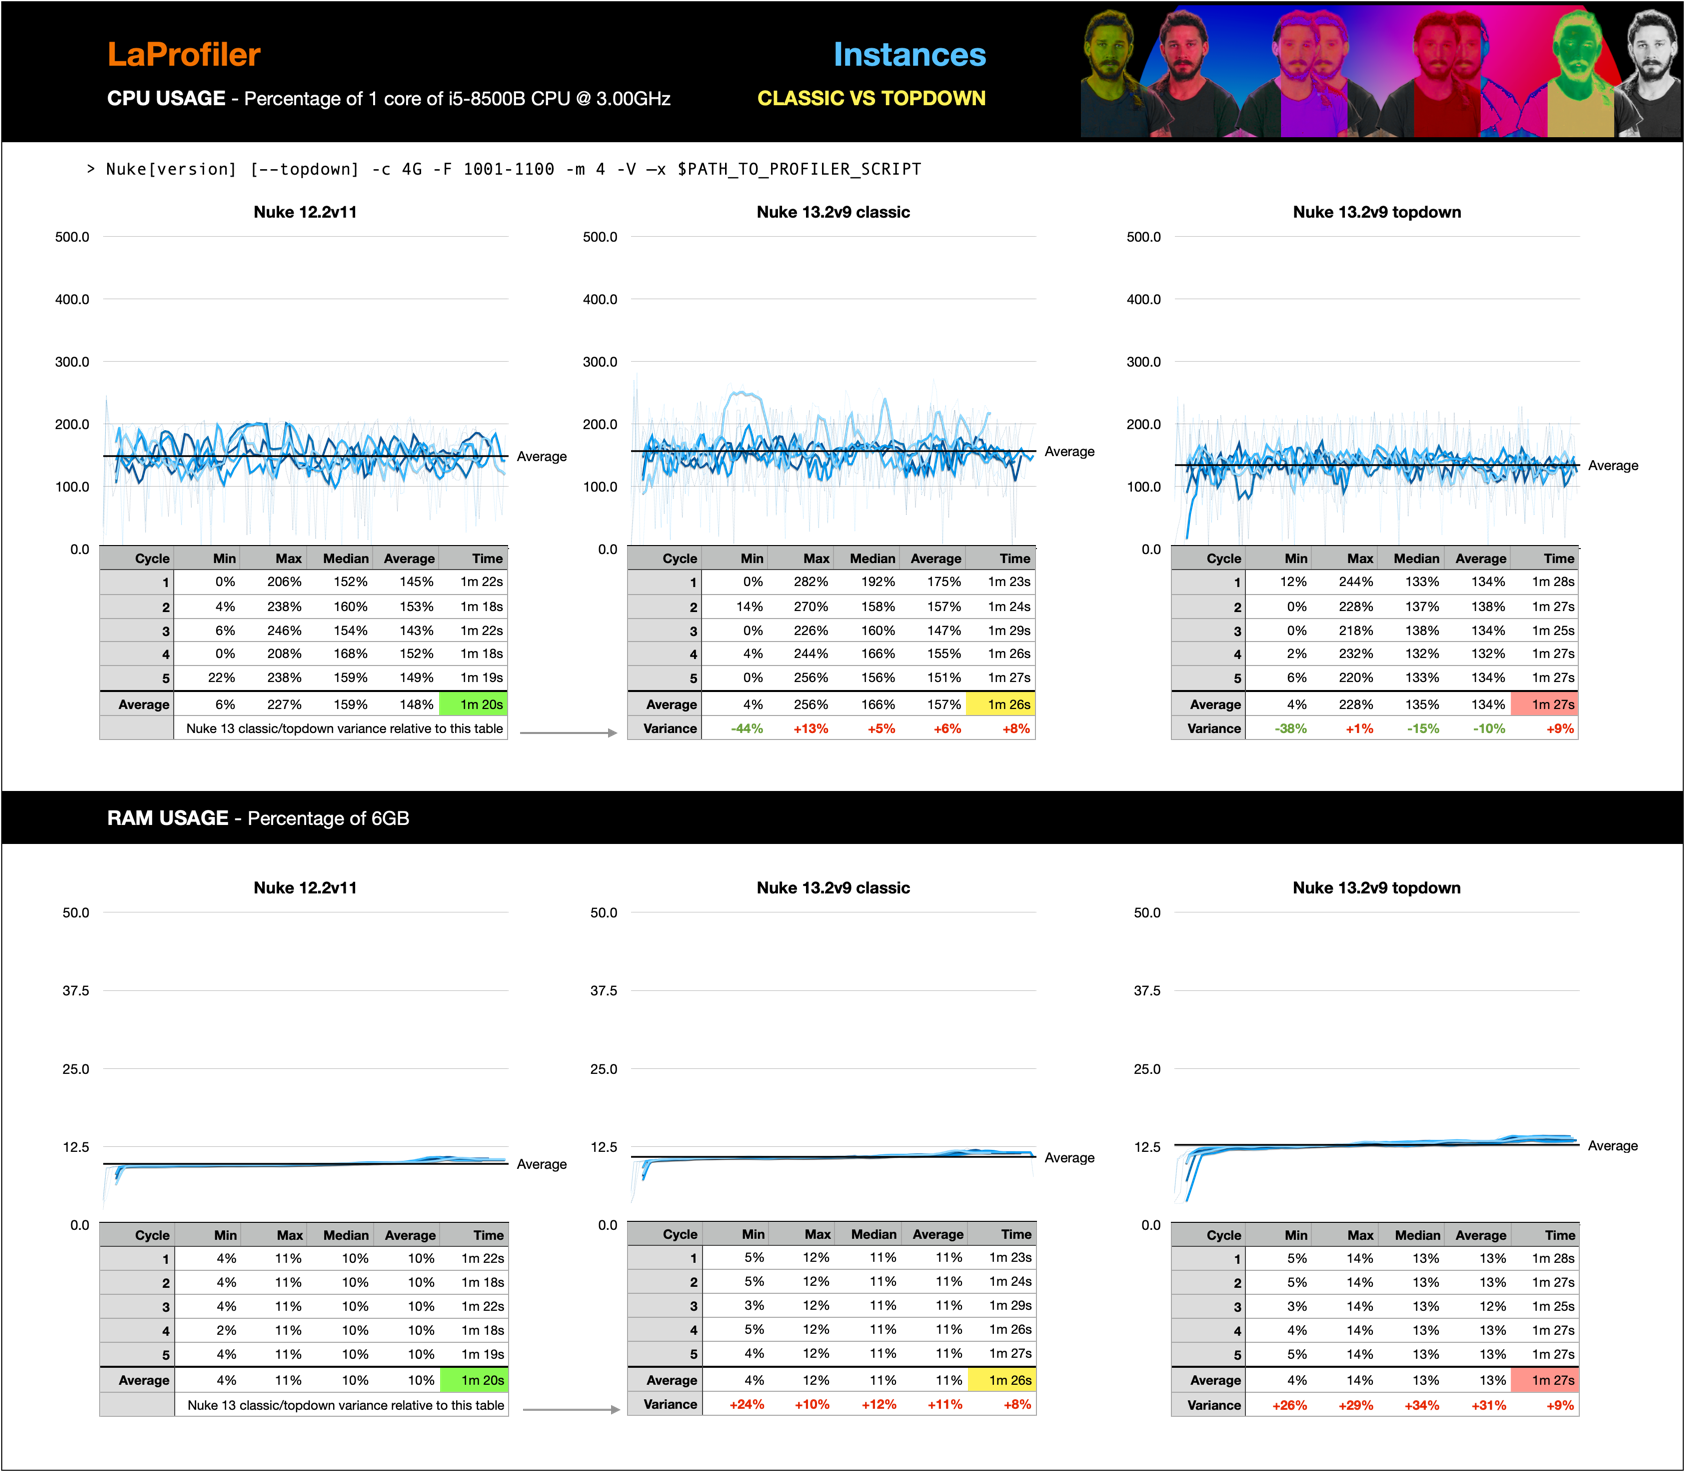 LaProfiler
Instances
CPU USAGE - Percentage of 1 core of i5-8500B CPU @ 3.00GHz
CLASSIC VS TOPDOWN
> Nuke[version] [--topdown] -c 4G -F 1001-1100 -m 4 -V –x $PATH_TO_PROFILER_SCRIPT
Nuke 12.2v11
500.0
400.0
300.0
200.0
100.0
0.0
Average
Cycle Min Max Median Average Time
1 0% 206% 152% 145% 1m 22s
2 4% 238% 160% 153% 1m 18s
3 6% 246% 154% 143% 1m 22s
4 0% 208% 168% 152% 1m 18s
5 22% 238% 159% 149% 1m 19s
Average 6% 227% 159% 148% 1m 20s
Nuke 13 classic/topdown variance relative to this table
Nuke 13.2v9 classic
500.0
400.0
300.0
200.0
100.0
0.0
Average
Cycle Min Max Median Average Time
1 0% 282% 192% 175% 1m 23s
2 14% 270% 158% 157% 1m 24s
3 0% 226% 160% 147% 1m 29s
4 4% 244% 166% 155% 1m 26s
5 0% 256% 156% 151% 1m 27s
Average 4% 256% 166% 157% 1m 26s
Variance -44% +13% +5% +6% +8%
Nuke 13.2v9 topdown
500.0
400.0
300.0
200.0
100.0
0.0
Average
Cycle Min Max Median Average Time
1 12% 244% 133% 134% 1m 28s
2 0% 228% 137% 138% 1m 27s
3 0% 218% 138% 134% 1m 25s
4 2% 232% 132% 132% 1m 27s
5 6% 220% 133% 134% 1m 27s
Average 4% 228% 135% 134% 1m 27s
Variance -38% +1% -15% -10% +9%
RAM USAGE - Percentage of 6GB
Nuke 12.2v11
50.0
37.5
25.0
12.5
0.0
Average
Cycle Min Max Median Average Time
1 4% 11% 10% 10% 1m 22s
2 4% 11% 10% 10% 1m 18s
3 4% 11% 10% 10% 1m 22s
4 2% 11% 10% 10% 1m 18s
5 4% 11% 10% 10% 1m 19s
Average 4% 11% 10% 10% 1m 20s
Nuke 13 classic/topdown variance relative to this table
Nuke 13.2v9 classic
50.0
37.5
25.0
12.5
0.0
Average
Cycle Min Max Median Average Time
1 5% 12% 11% 11% 1m 23s
2 5% 12% 11% 11% 1m 24s
3 3% 12% 11% 11% 1m 29s
4 5% 12% 11% 11% 1m 26s
5 4% 12% 11% 11% 1m 27s
Average 4% 12% 11% 11% 1m 26s
Variance +24% +10% +12% +11% +8%
Nuke 13.2v9 topdown
50.0
37.5
25.0
12.5
0.0
Average
Cycle Min Max Median Average Time
1 5% 14% 13% 13% 1m 28s
2 5% 14% 13% 13% 1m 27s
3 3% 14% 13% 12% 1m 25s
4 4% 14% 13% 13% 1m 27s
5 5% 14% 13% 13% 1m 27s
Average 4% 14% 13% 13% 1m 27s
Variance +26% +29% +34% +31% +9%